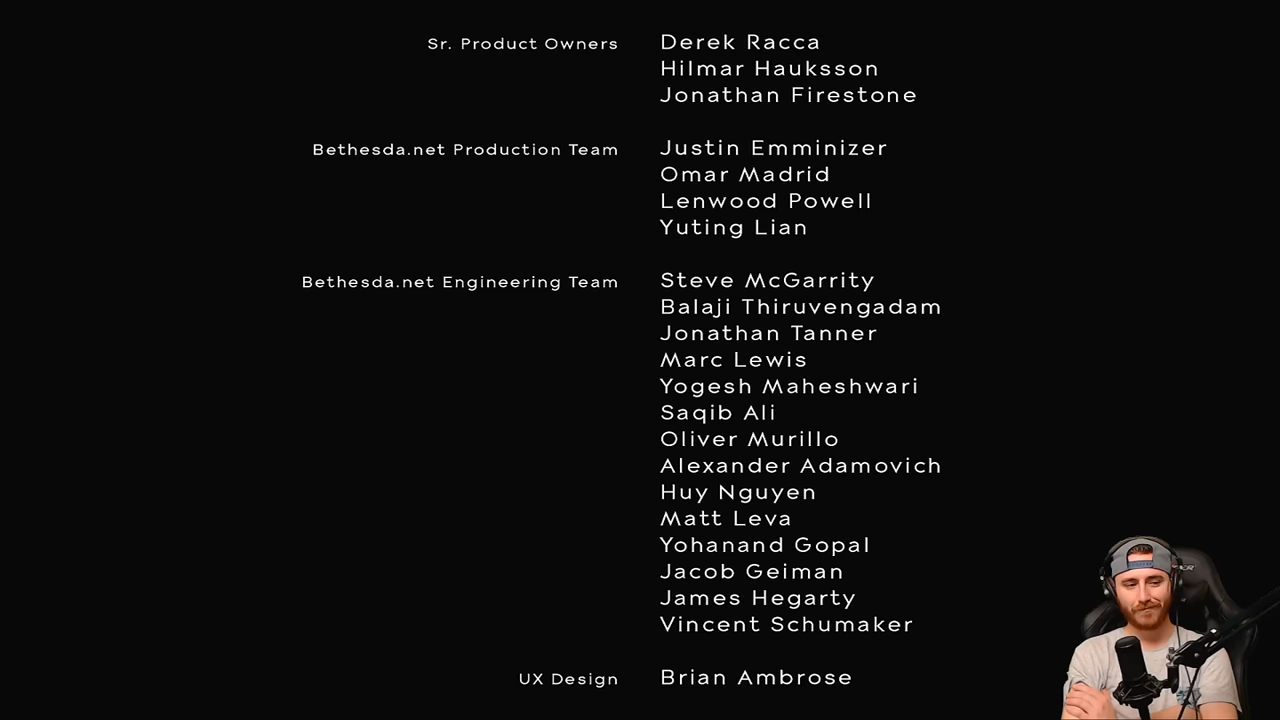 Sr. Product Owners Derek Racca
Hilmar Hauksson
Jonathan Firestone
Bethesda.net Production Team Justin Emminizer
Omar Madrid
Lenwood Powell
Yuting Lian
Bethesda.net Engineering Team Steve McGarrity
Balaji Thiruvengadam
Jonathan Tanner
Marc Lewis
Yogesh Maheshwari
Saqib Ali
Oliver Murillo
Alexander Adamovich
Huy Nguyen
Matt Leva
Yohanand Gopal
Jacob Geiman
James Hegarty
Vincent Schumaker
UX Design Brian Ambrose